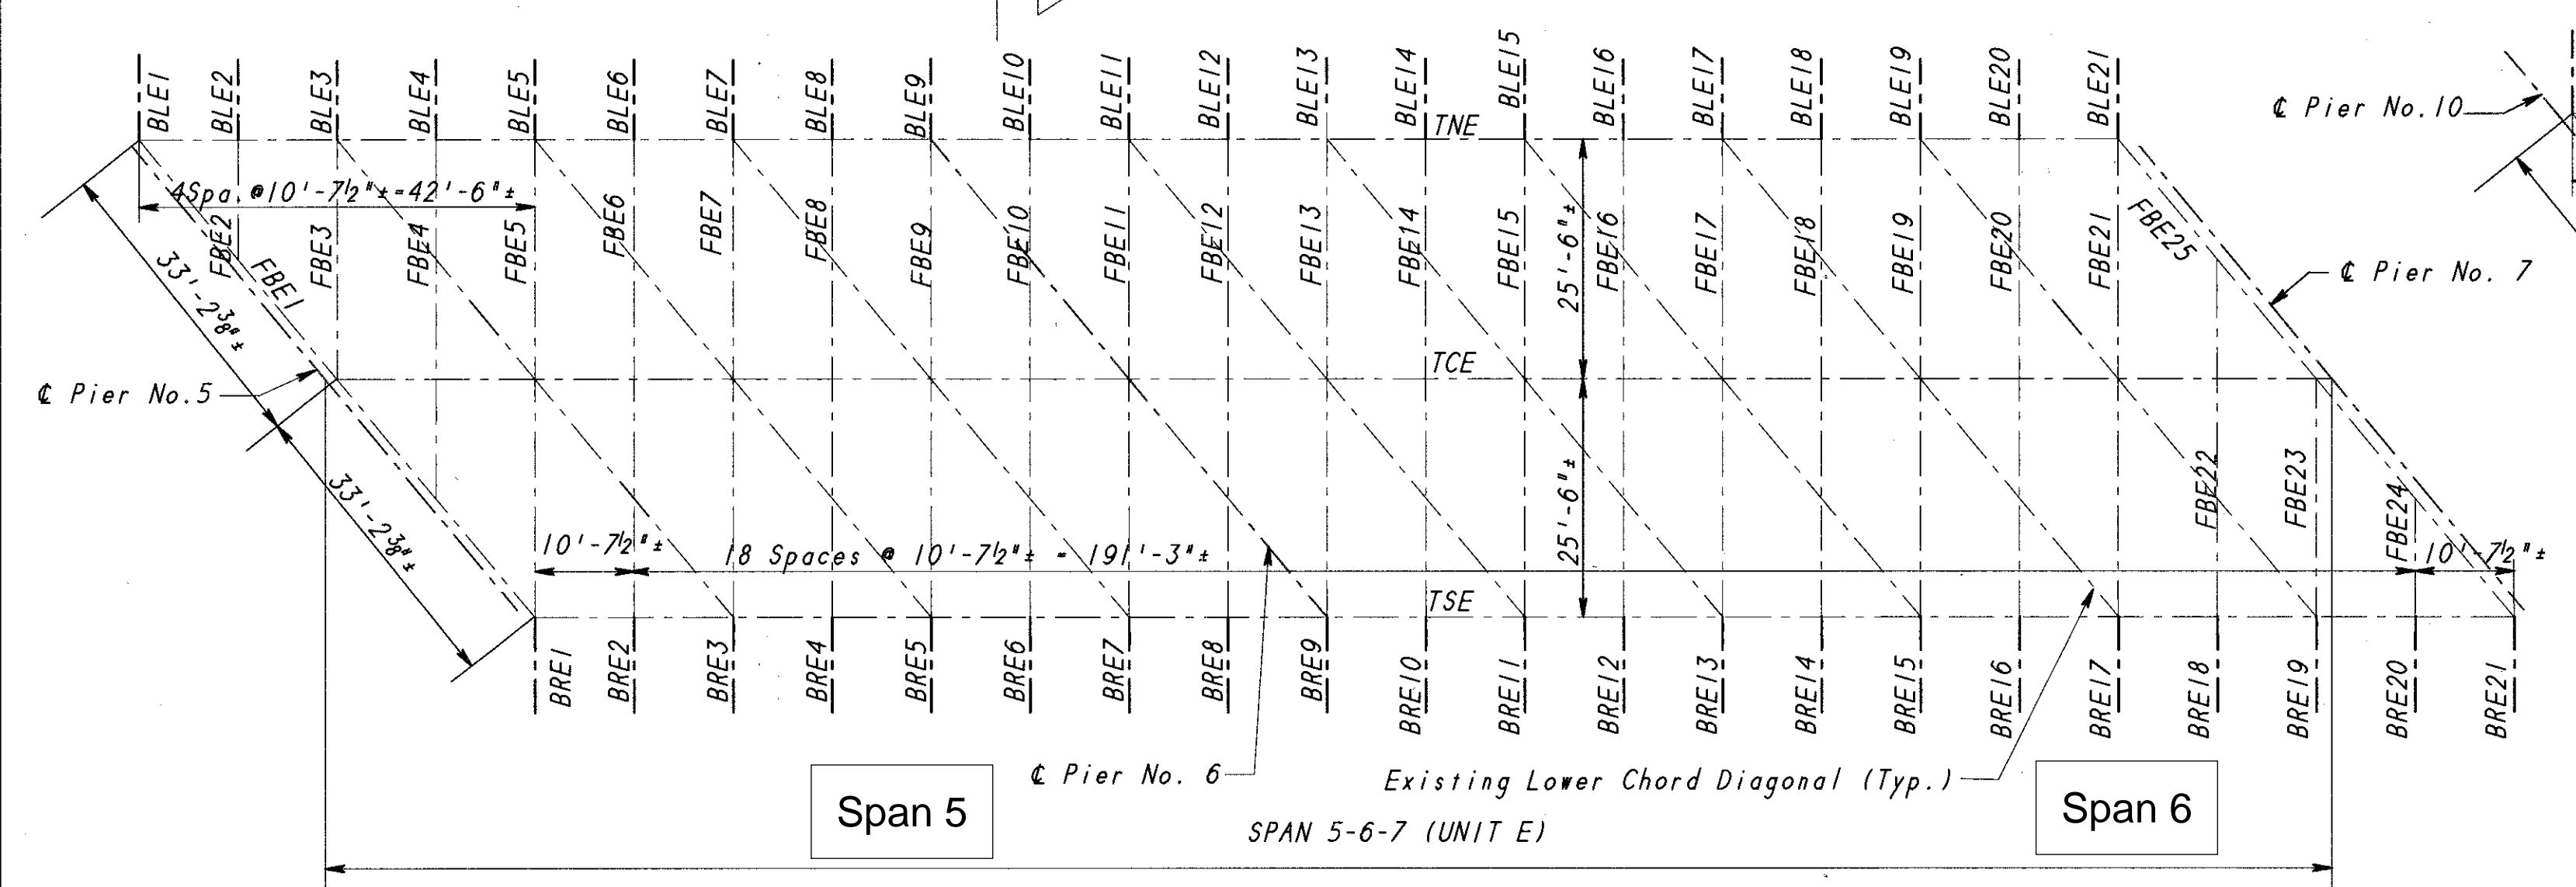 BLE1
BLE2
BLE3
BLE4
BLE5
BLE6
BLE7
BLE8
BLE9
BLE10
BLE11
BLE12
BLE13
BLE14
BLE15
BLE16
BLE17
BLE18
BLE19
BLE20
BLE21
℄ Pier No.10
TNE
4Spa. @10'-7½"±=42'-6"±
FBE1
FBE2
FBE3
FBE4
FBE5
FBE6
FBE7
FBE8
FBE9
FBE10
FBE11
FBE12
FBE13
FBE14
FBE15
25'-6"±
FBE16
FBE17
FBE18
FBE19
FBE20
FBE21
FBE25
℄ Pier No. 7
33'-2⅜"±
℄ Pier No.5
TCE
33'-2⅜"±
10'-7½"±
18 Spaces @ 10'-7½"± = 191'-3"±
25'-6"±
FBE22
FBE23
FBE24
10'-7½"±
TSE
BRE1
BRE2
BRE3
BRE4
BRE5
BRE6
BRE7
BRE8
BRE9
BRE10
BRE11
BRE12
BRE13
BRE14
BRE15
BRE16
BRE17
BRE18
BRE19
BRE20
BRE21
℄ Pier No. 6
Existing Lower Chord Diagonal (Typ.)
Span 5
Span 6
SPAN 5-6-7 (UNIT E)